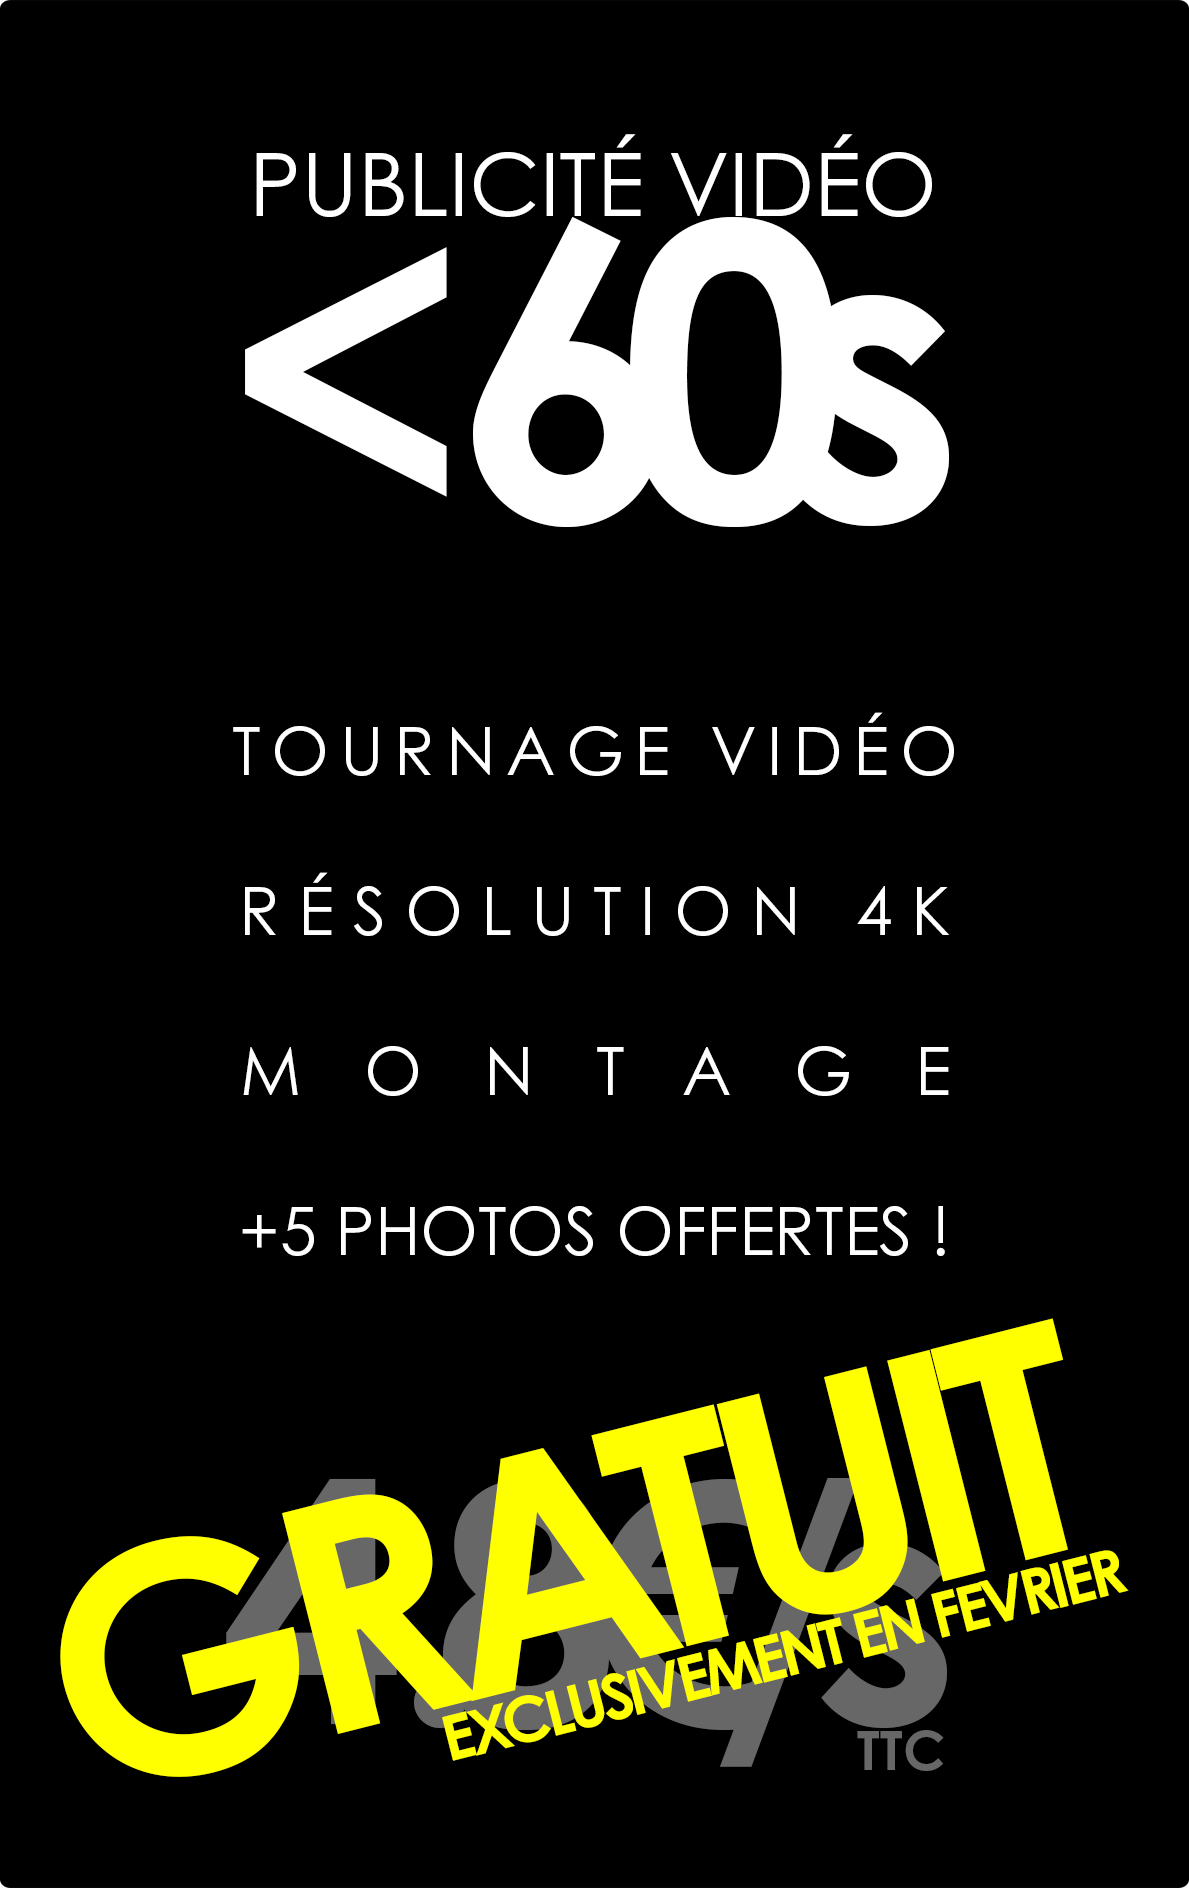 PUBLICITÉ VIDÉO
<60s
TOURNAGE VIDÉO
RÉSOLUTION 4K
MONTAGE
+5 PHOTOS OFFERTES !
GRATUIT
EXCLUSIVEMENT EN FEVRIER
TTC